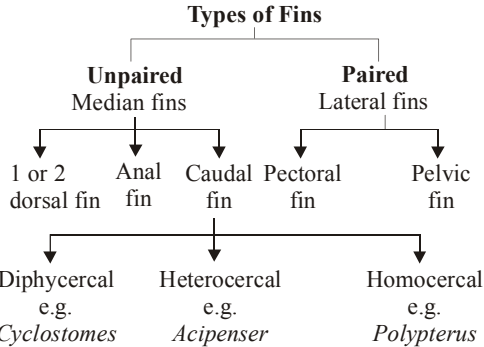 Types of Fins
Unpaired Paired
Median fins Lateral fins
1 or 2 Anal Caudal Pectoral Pelvic
dorsal fin fin fin fin fin
Diphycercal Heterocercal Homocercal
e.g. e.g. e.g.
Cyclostomes Acipenser Polypterus